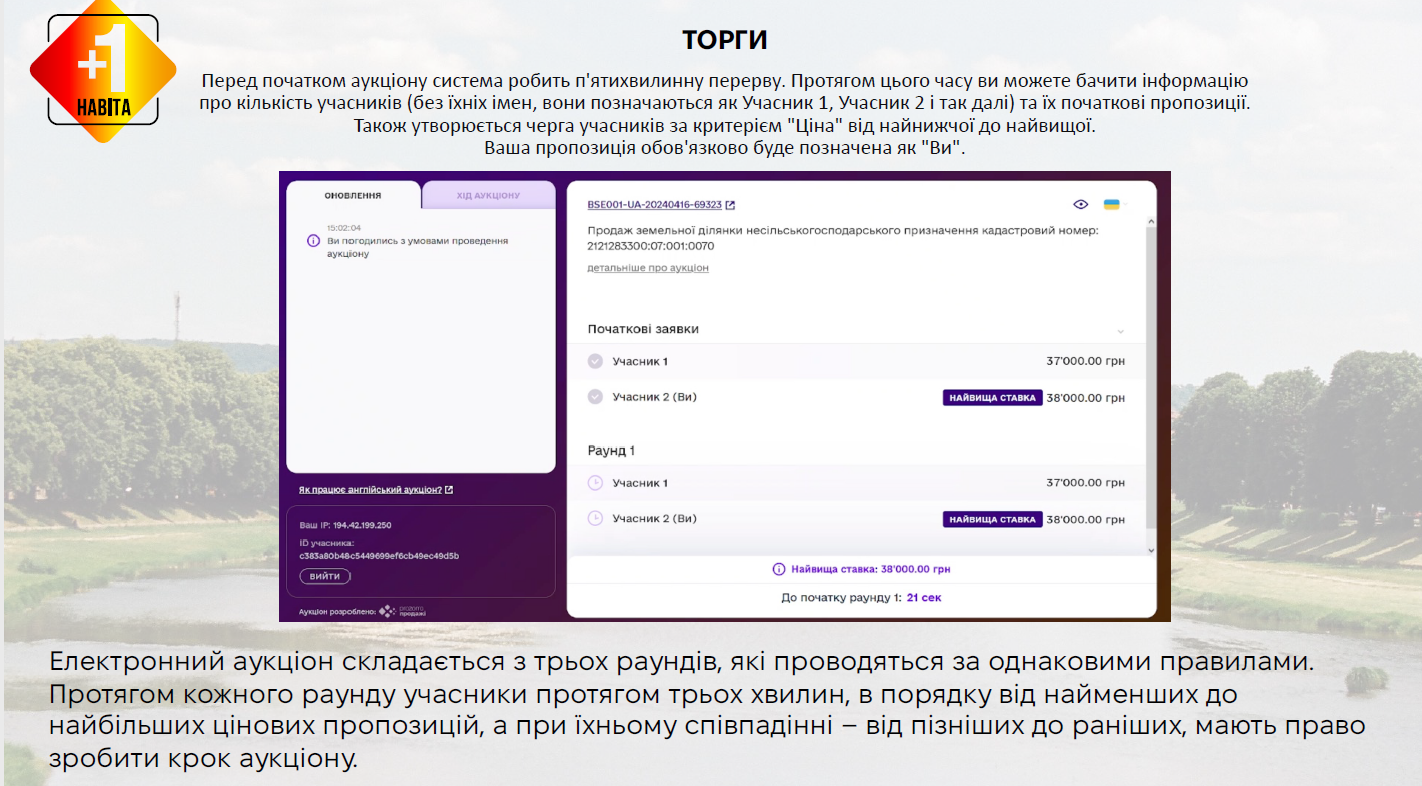 +1
НАВІТА
ТОРГИ
Перед початком аукціону система робить п'ятихвилинну перерву. Протягом цього часу ви можете бачити інформацію
про кількість учасників (без їхніх імен, вони позначаються як Учасник 1, Учасник 2 і так далі) та їх початкові пропозиції.
Також утворюється черга учасників за критерієм "Ціна" від найнижчої до найвищої.
Ваша пропозиція обов'язково буде позначена як "Ви".
ОНОВЛЕННЯ
ХІД АУКЦІОНУ
15:02:04
Ви погодились з умовами проведення
аукціону
Як працює англійський аукціон?
Ваш IP: 194.42.199.250
ID учасника:
c383a80b48c5449699ef6cb49ec49d5b
ВИЙТИ
Аукціон розроблено: prozorro
продажі
BSE001-UA-20240416-69323
Продаж земельної ділянки несільськогосподарського призначення кадастровий номер:
2121283300:07:001:0070
детальніше про аукціон
Початкові заявки
Учасник 1 37'000.00 грн
Учасник 2 (Ви) НАЙВИЩА СТАВКА 38'000.00 грн
Раунд 1
Учасник 1 37'000.00 грн
Учасник 2 (Ви) НАЙВИЩА СТАВКА 38'000.00 грн
Найвища ставка: 38'000.00 грн
До початку раунду 1: 21 сек
Електронний аукціон складається з трьох раундів, які проводяться за однаковими правилами.
Протягом кожного раунду учасники протягом трьох хвилин, в порядку від найменших до
найбільших цінових пропозицій, а при їхньому співпадінні – від пізніших до раніших, мають право
зробити крок аукціону.